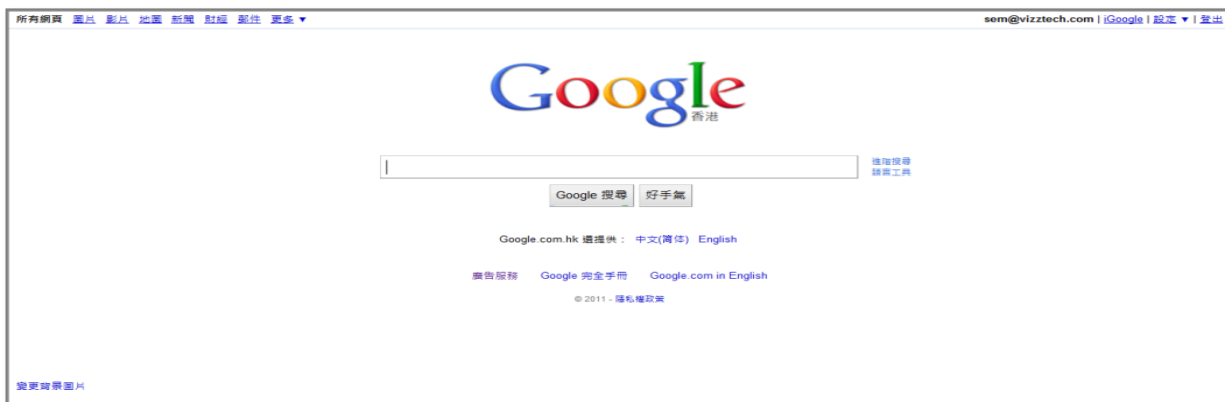 所有網頁 圖片 影片 地圖 新聞 財經 郵件 更多 ▼
sem@vizztech.com | iGoogle | 設定 ▼ | 登出
Google
香港
進階搜尋
語言工具
Google 搜尋 好手氣
Google.com.hk 還提供： 中文(简体) English
廣告服務 Google 完全手冊 Google.com in English
© 2011 - 隱私權政策
變更背景圖片